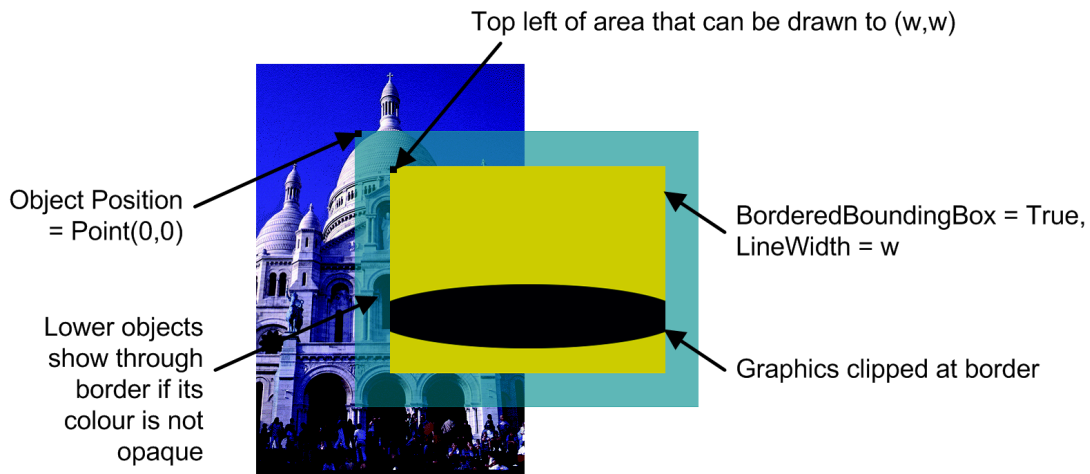 Top left of area that can be drawn to (w,w)
Object Position
= Point(0,0)
BorderedBoundingBox = True,
LineWidth = w
Lower objects
show through
border if its
colour is not
opaque
Graphics clipped at border